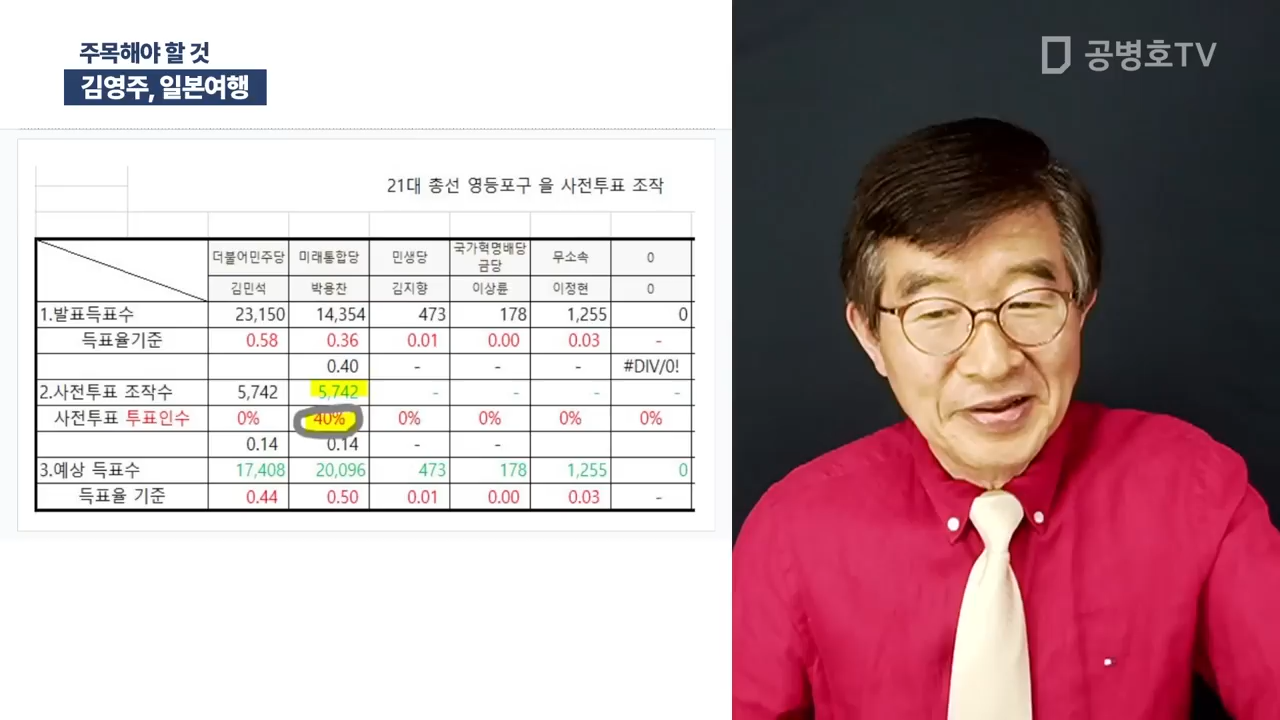 주목해야 할 것
김영주, 일본여행
공병호TV
21대 총선 영등포구 을 사전투표 조작
더불어민주당 미래통합당 민생당 국가혁명배당금당 무소속 0
김민석 박용찬 김지향 이상륜 이정현 0
1.발표득표수 23,150 14,354 473 178 1,255 0
득표율기준 0.58 0.36 0.01 0.00 0.03 -
0.40 - - - #DIV/0!
2.사전투표 조작수 5,742 5,742 - - - -
사전투표 투표인수 0% 40% 0% 0% 0% 0%
0.14 0.14 - -
3.예상 득표수 17,408 20,096 473 178 1,255 0
득표율 기준 0.44 0.50 0.01 0.00 0.03 -